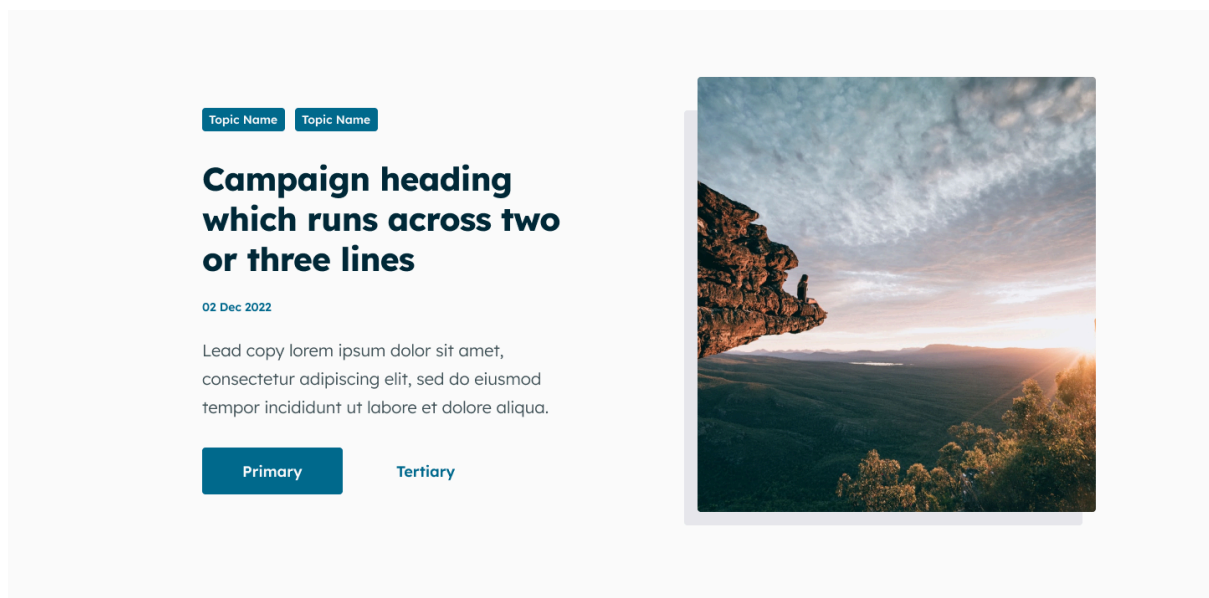 Topic Name Topic Name
Campaign heading
which runs across two
or three lines
02 Dec 2022
Lead copy lorem ipsum dolor sit amet,
consectetur adipiscing elit, sed do eiusmod
tempor incididunt ut labore et dolore aliqua.
Primary Tertiary